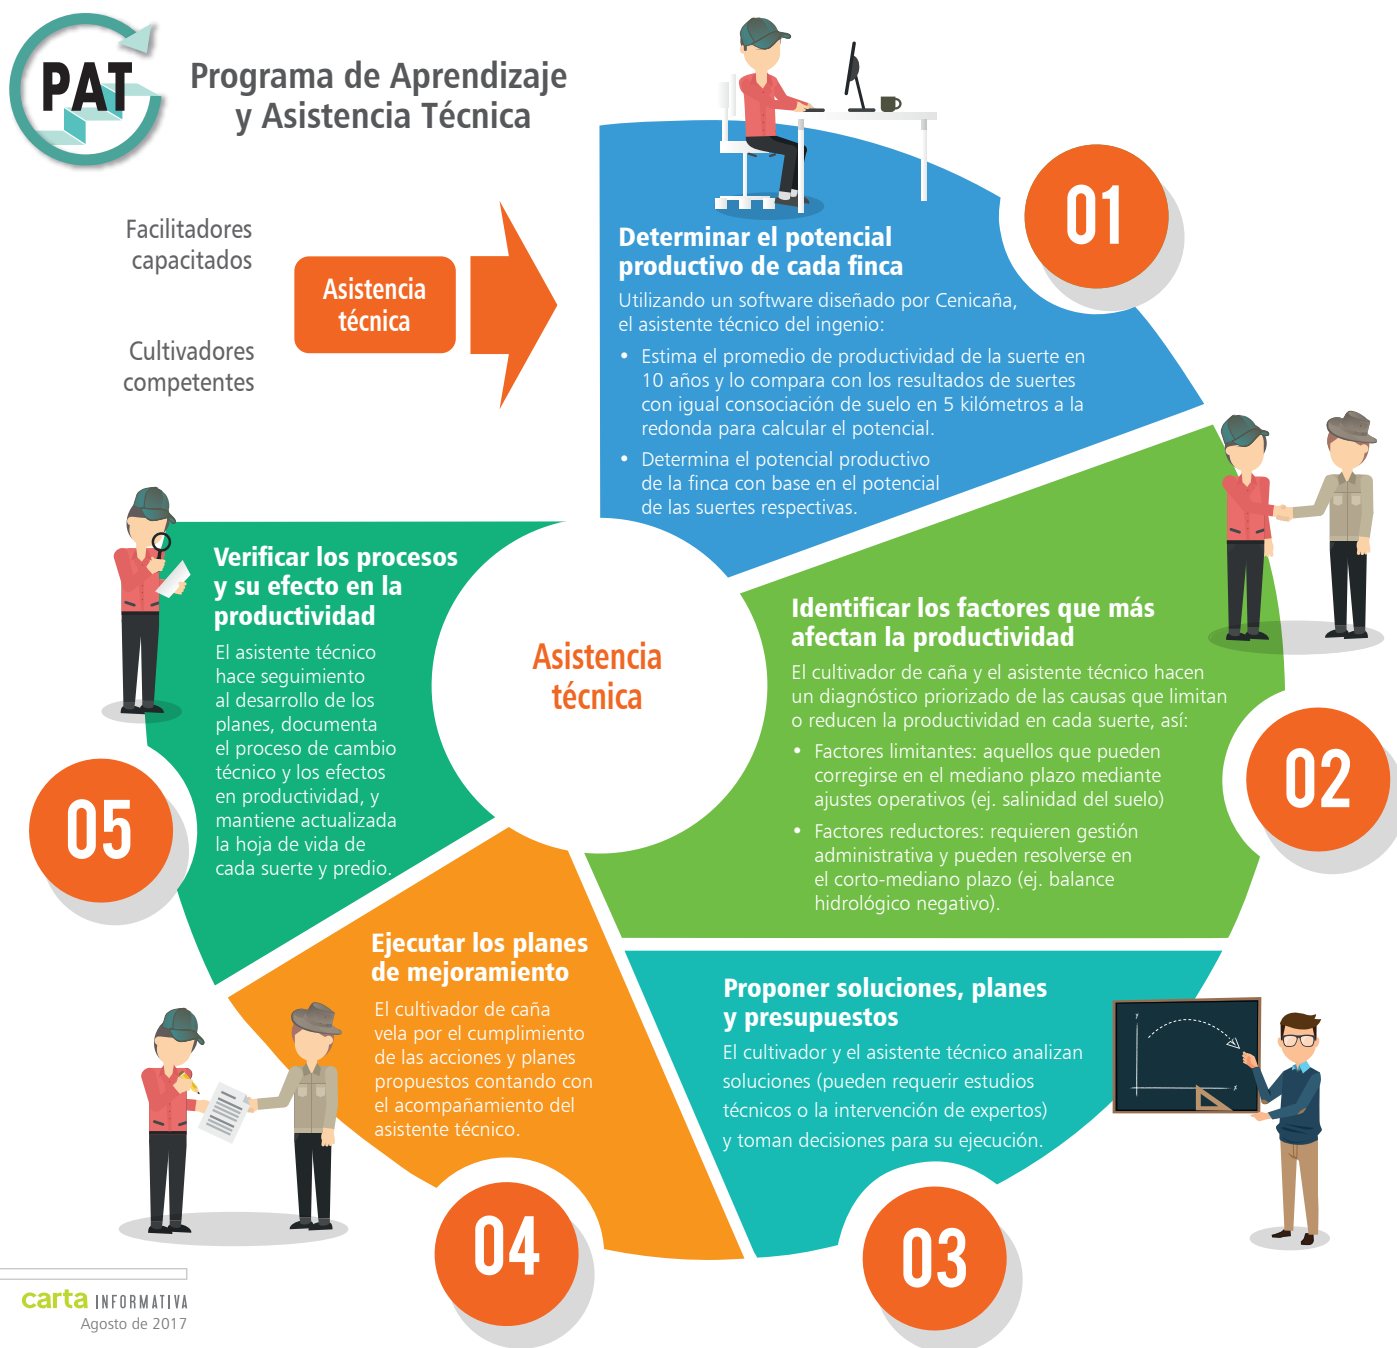 PAT
Programa de Aprendizaje
y Asistencia Técnica
Facilitadores
capacitados
Cultivadores
competentes
Asistencia
técnica
01
Determinar el potencial
productivo de cada finca
Utilizando un software diseñado por Cenicaña,
el asistente técnico del ingenio:
• Estima el promedio de productividad de la suerte en
10 años y lo compara con los resultados de suertes
con igual consociación de suelo en 5 kilómetros a la
redonda para calcular el potencial.
• Determina el potencial productivo
de la finca con base en el potencial
de las suertes respectivas.
02
Identificar los factores que más
afectan la productividad
El cultivador de caña y el asistente técnico hacen
un diagnóstico priorizado de las causas que limitan
o reducen la productividad en cada suerte, así:
• Factores limitantes: aquellos que pueden
corregirse en el mediano plazo mediante
ajustes operativos (ej. salinidad del suelo)
• Factores reductores: requieren gestión
administrativa y pueden resolverse en
el corto-mediano plazo (ej. balance
hidrológico negativo).
Proponer soluciones, planes
y presupuestos
El cultivador y el asistente técnico analizan
soluciones (pueden requerir estudios
técnicos o la intervención de expertos)
y toman decisiones para su ejecución.
Y
X
03
Ejecutar los planes
de mejoramiento
El cultivador de caña
vela por el cumplimiento
de las acciones y planes
propuestos contando con
el acompañamiento del
asistente técnico.
04
Verificar los procesos
y su efecto en la
productividad
El asistente técnico
hace seguimiento
al desarrollo de los
planes, documenta
el proceso de cambio
técnico y los efectos
en productividad, y
mantiene actualizada
la hoja de vida de
cada suerte y predio.
05
Asistencia
técnica
carta INFORMATIVA
Agosto de 2017